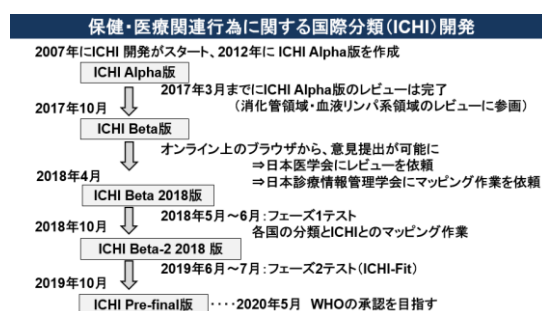 保健・医療関連行為に関する国際分類（ICHI）開発
2007年にICHI 開発がスタート、2012年に ICHI Alpha版を作成
ICHI Alpha版
2017年3月までにICHI Alpha版のレビューは完了
（消化管領域・血液リンパ系領域のレビューに参画）
2017年10月
ICHI Beta版
オンライン上のブラウザから、意見提出が可能に
⇒日本医学会にレビューを依頼
⇒日本診療情報管理学会にマッピング作業を依頼
2018年4月
ICHI Beta 2018版
2018年5月～6月：フェーズ1テスト
各国の分類とICHIとのマッピング作業
2018年10月
ICHI Beta-2 2018 版
2019年6月～7月：フェーズ2テスト（ICHI-Fit）
2019年10月
ICHI Pre-final版 ････2020年5月 WHOの承認を目指す